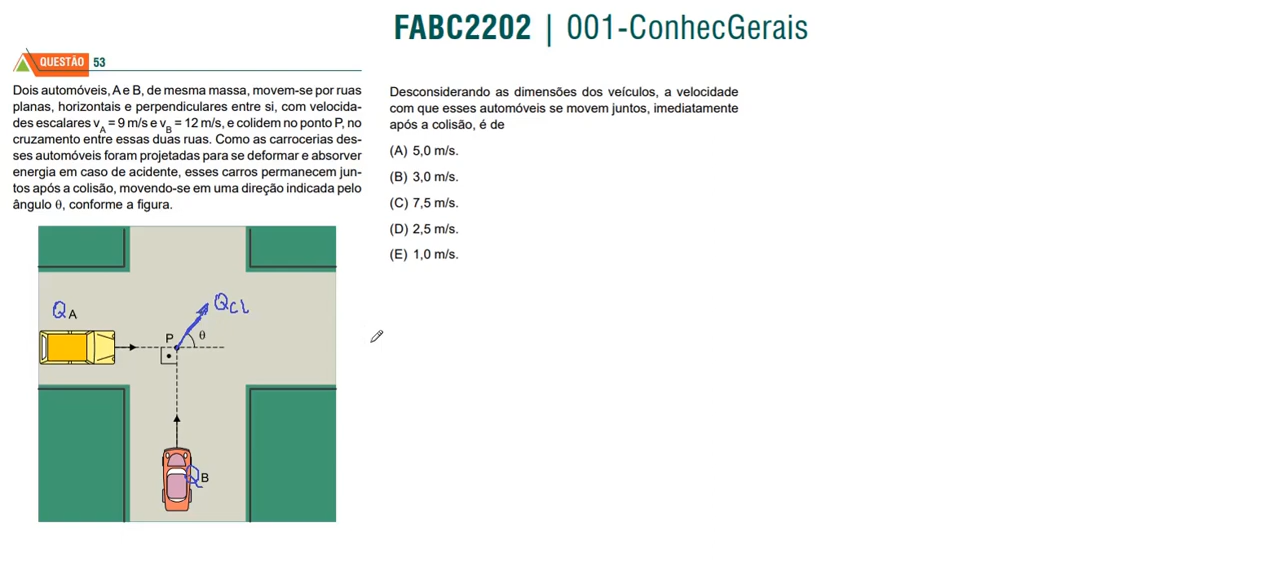 FABC2202 | 001-ConhecGerais
QUESTÃO 53
Dois automóveis, A e B, de mesma massa, movem-se por ruas
planas, horizontais e perpendiculares entre si, com velocida-
des escalares vA = 9 m/s e vB = 12 m/s, e colidem no ponto P, no
cruzamento entre essas duas ruas. Como as carrocerias des-
ses automóveis foram projetadas para se deformar e absorver
energia em caso de acidente, esses carros permanecem jun-
tos após a colisão, movendo-se em uma direção indicada pelo
ângulo θ, conforme a figura.
QA
QCL
P
θ
QB
Desconsiderando as dimensões dos veículos, a velocidade
com que esses automóveis se movem juntos, imediatamente
após a colisão, é de
(A) 5,0 m/s.
(B) 3,0 m/s.
(C) 7,5 m/s.
(D) 2,5 m/s.
(E) 1,0 m/s.